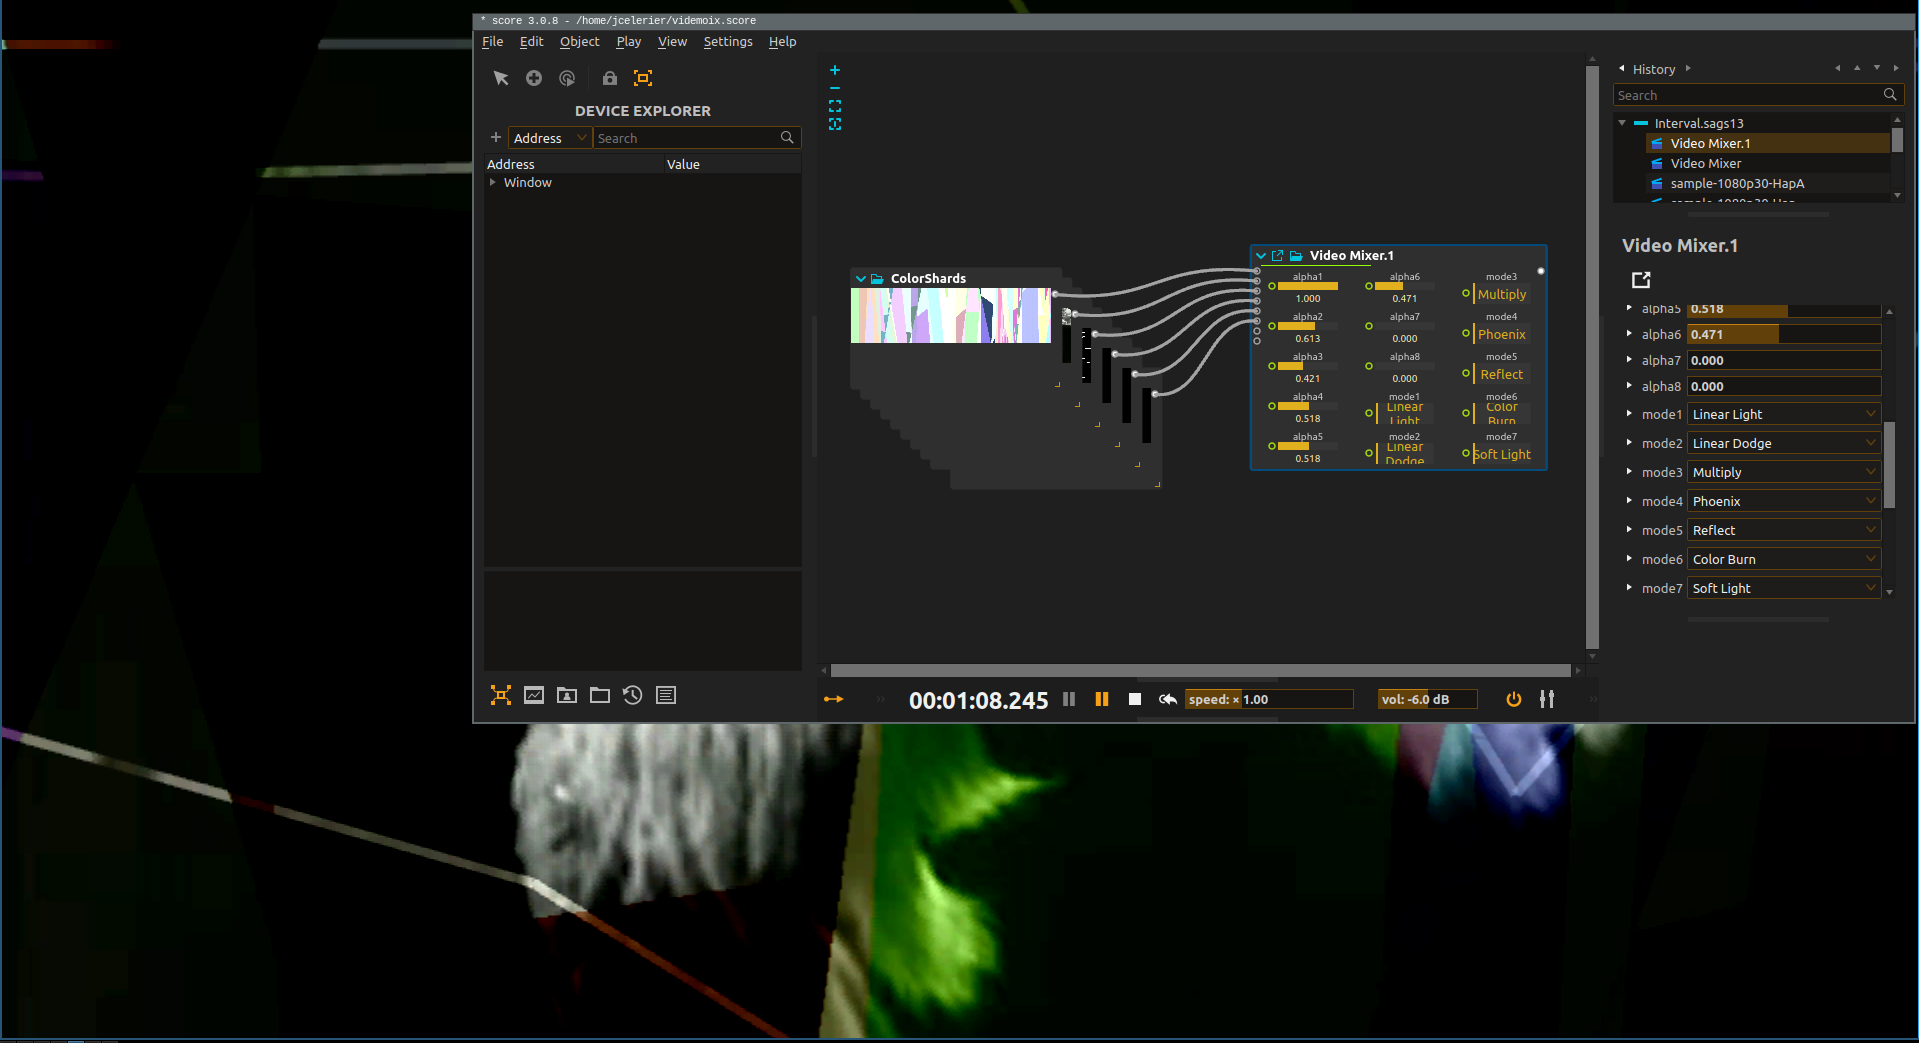 * score 3.0.8 - /home/jcelerier/videmoix.score
File Edit Object Play View Settings Help
DEVICE EXPLORER
Address Search
Address Value
Window
ColorShards
Video Mixer.1
alpha1 alpha6 mode3
1.000 0.471 Multiply
alpha2 alpha7 mode4
0.613 0.000 Phoenix
alpha3 alpha8 mode5
0.421 0.000 Reflect
alpha4 mode1 mode6
0.518 Linear Light Color Burn
alpha5 mode2 mode7
0.518 Linear Dodge Soft Light
00:01:08.245 speed: × 1.00 vol: -6.0 dB
History
Search
Interval.sags13
Video Mixer.1
Video Mixer
sample-1080p30-HapA
Video Mixer.1
alpha5 0.518
alpha6 0.471
alpha7 0.000
alpha8 0.000
mode1 Linear Light
mode2 Linear Dodge
mode3 Multiply
mode4 Phoenix
mode5 Reflect
mode6 Color Burn
mode7 Soft Light